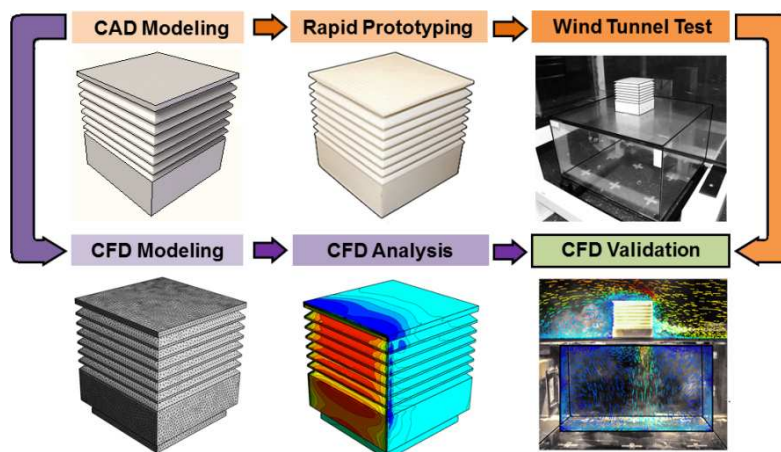 CAD Modeling
Rapid Prototyping
Wind Tunnel Test
CFD Modeling
CFD Analysis
CFD Validation